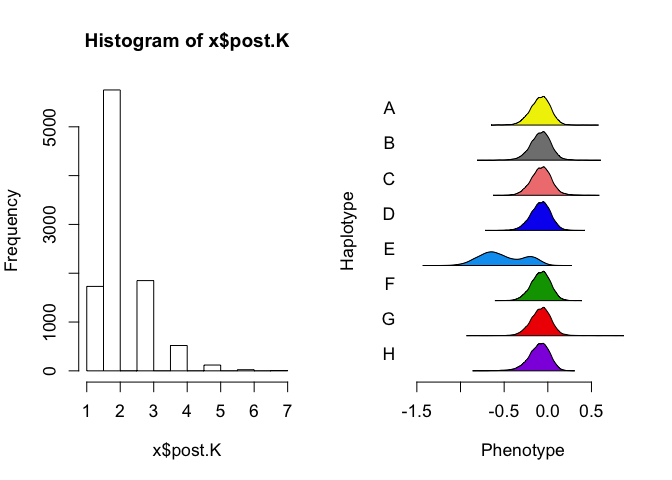 Histogram of x$post.K
Frequency
0
1000
3000
5000
1 2 3 4 5 6 7
x$post.K
Haplotype
A
B
C
D
E
F
G
H
-1.5 -0.5 0.0 0.5
Phenotype